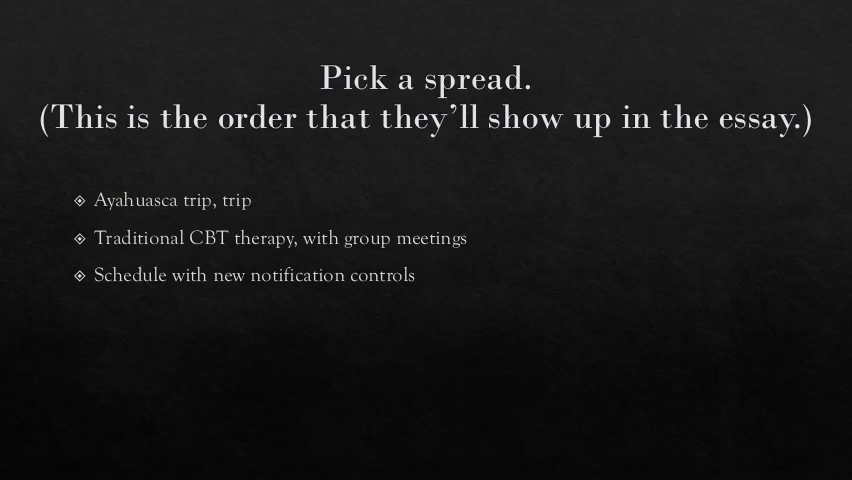 Pick a spread.
(This is the order that they’ll show up in the essay.)
Ayahuasca trip, trip
Traditional CBT therapy, with group meetings
Schedule with new notification controls